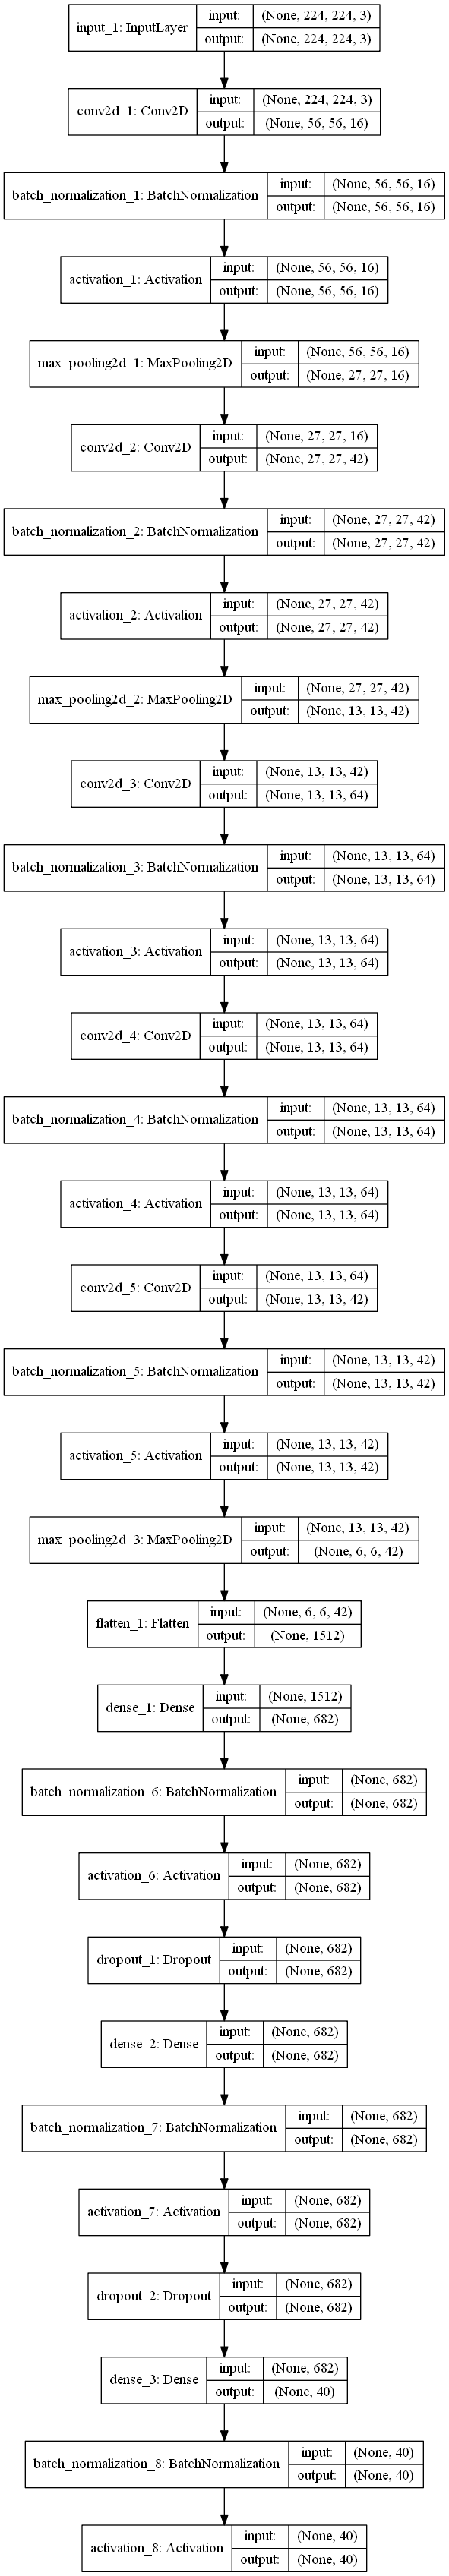 input_1: InputLayer
input: (None, 224, 224, 3)
output: (None, 224, 224, 3)
conv2d_1: Conv2D
input: (None, 224, 224, 3)
output: (None, 56, 56, 16)
batch_normalization_1: BatchNormalization
input: (None, 56, 56, 16)
output: (None, 56, 56, 16)
activation_1: Activation
input: (None, 56, 56, 16)
output: (None, 56, 56, 16)
max_pooling2d_1: MaxPooling2D
input: (None, 56, 56, 16)
output: (None, 27, 27, 16)
conv2d_2: Conv2D
input: (None, 27, 27, 16)
output: (None, 27, 27, 42)
batch_normalization_2: BatchNormalization
input: (None, 27, 27, 42)
output: (None, 27, 27, 42)
activation_2: Activation
input: (None, 27, 27, 42)
output: (None, 27, 27, 42)
max_pooling2d_2: MaxPooling2D
input: (None, 27, 27, 42)
output: (None, 13, 13, 42)
conv2d_3: Conv2D
input: (None, 13, 13, 42)
output: (None, 13, 13, 64)
batch_normalization_3: BatchNormalization
input: (None, 13, 13, 64)
output: (None, 13, 13, 64)
activation_3: Activation
input: (None, 13, 13, 64)
output: (None, 13, 13, 64)
conv2d_4: Conv2D
input: (None, 13, 13, 64)
output: (None, 13, 13, 64)
batch_normalization_4: BatchNormalization
input: (None, 13, 13, 64)
output: (None, 13, 13, 64)
activation_4: Activation
input: (None, 13, 13, 64)
output: (None, 13, 13, 64)
conv2d_5: Conv2D
input: (None, 13, 13, 64)
output: (None, 13, 13, 42)
batch_normalization_5: BatchNormalization
input: (None, 13, 13, 42)
output: (None, 13, 13, 42)
activation_5: Activation
input: (None, 13, 13, 42)
output: (None, 13, 13, 42)
max_pooling2d_3: MaxPooling2D
input: (None, 13, 13, 42)
output: (None, 6, 6, 42)
flatten_1: Flatten
input: (None, 6, 6, 42)
output: (None, 1512)
dense_1: Dense
input: (None, 1512)
output: (None, 682)
batch_normalization_6: BatchNormalization
input: (None, 682)
output: (None, 682)
activation_6: Activation
input: (None, 682)
output: (None, 682)
dropout_1: Dropout
input: (None, 682)
output: (None, 682)
dense_2: Dense
input: (None, 682)
output: (None, 682)
batch_normalization_7: BatchNormalization
input: (None, 682)
output: (None, 682)
activation_7: Activation
input: (None, 682)
output: (None, 682)
dropout_2: Dropout
input: (None, 682)
output: (None, 682)
dense_3: Dense
input: (None, 682)
output: (None, 40)
batch_normalization_8: BatchNormalization
input: (None, 40)
output: (None, 40)
activation_8: Activation
input: (None, 40)
output: (None, 40)